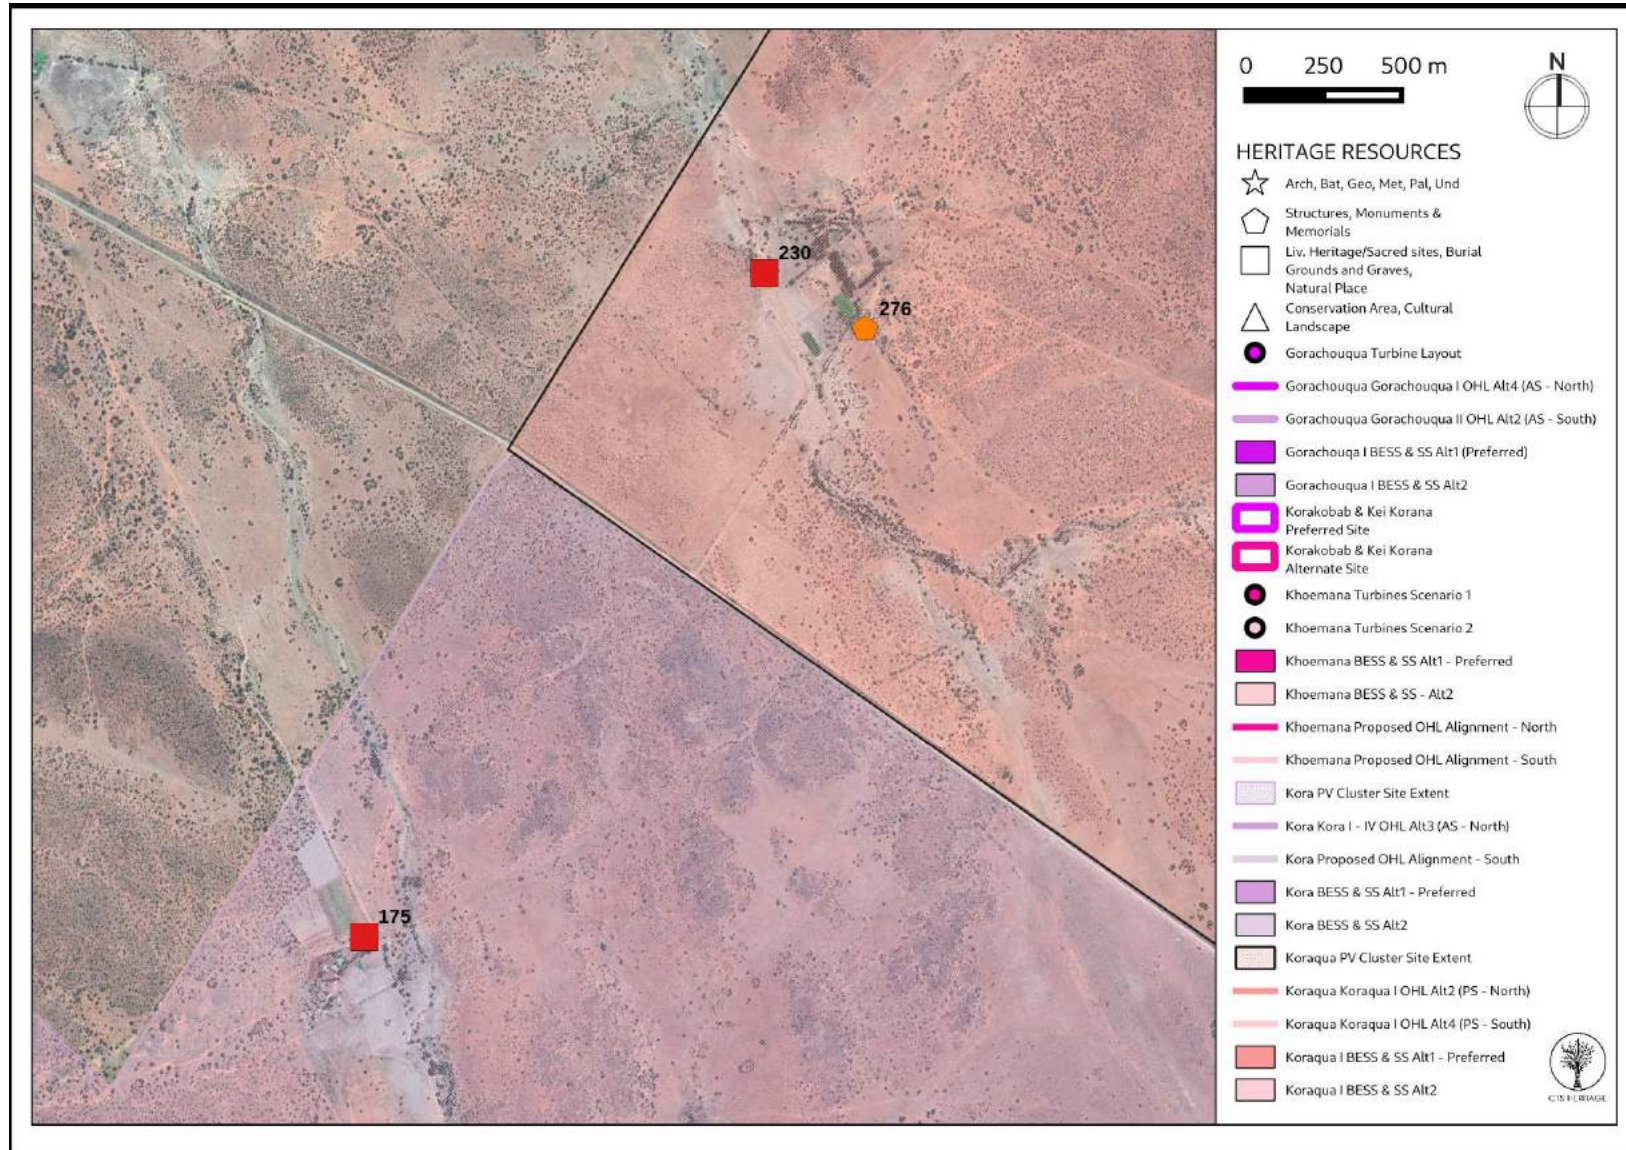 0 250 500 m
N
HERITAGE RESOURCES
Arch, Bat, Geo, Met, Pal, Und
Structures, Monuments &
Memorials
Liv. Heritage/Sacred sites, Burial
Grounds and Graves,
Natural Place
Conservation Area, Cultural
Landscape
Gorachouqua Turbine Layout
Gorachouqua Gorachouqua I OHL Alt4 (AS - North)
Gorachouqua Gorachouqua II OHL Alt2 (AS - South)
Gorachouqa I BESS & SS Alt1 (Preferred)
Gorachouqua I BESS & SS Alt2
Korakobab & Kei Korana
Preferred Site
Korakobab & Kei Korana
Alternate Site
Khoemana Turbines Scenario 1
Khoemana Turbines Scenario 2
Khoemana BESS & SS Alt1 - Preferred
Khoemana BESS & SS - Alt2
Khoemana Proposed OHL Alignment - North
Khoemana Proposed OHL Alignment - South
Kora PV Cluster Site Extent
Kora Kora I - IV OHL Alt3 (AS - North)
Kora Proposed OHL Alignment - South
Kora BESS & SS Alt1 - Preferred
Kora BESS & SS Alt2
Koraqua PV Cluster Site Extent
Koraqua Koraqua I OHL Alt2 (PS - North)
Koraqua Koraqua I OHL Alt4 (PS - South)
Koraqua I BESS & SS Alt1 - Preferred
Koraqua I BESS & SS Alt2
CTS HERITAGE
230
276
175